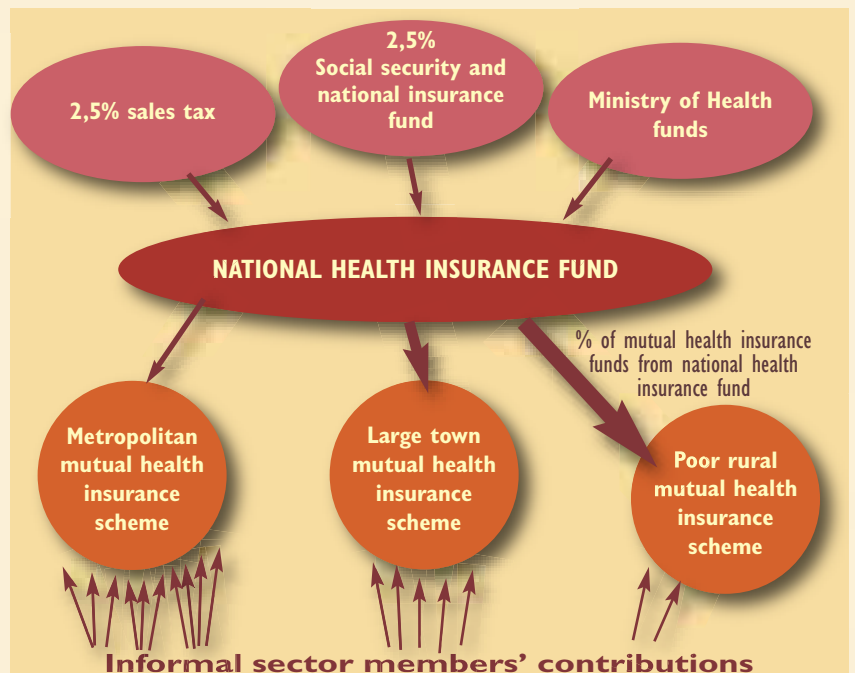 2,5% sales tax
2,5%
Social security and
national insurance
fund
Ministry of Health
funds
NATIONAL HEALTH INSURANCE FUND
% of mutual health insurance
funds from national health
insurance fund
Metropolitan
mutual health
insurance
scheme
Large town
mutual health
insurance
scheme
Poor rural
mutual health
insurance
scheme
Informal sector members’ contributions